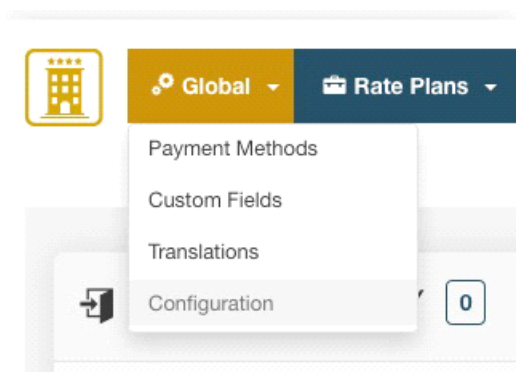 Global
Rate Plans
Payment Methods
Custom Fields
Translations
Configuration
0